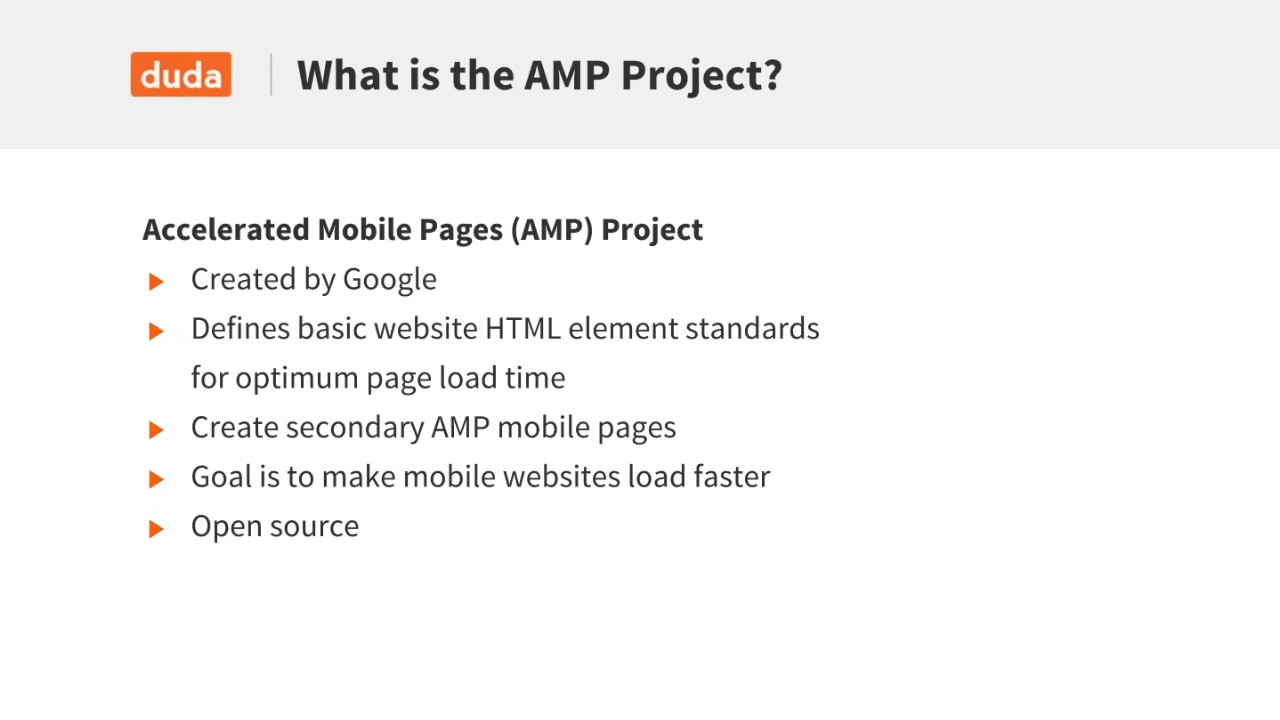 duda
What is the AMP Project?
Accelerated Mobile Pages (AMP) Project
Created by Google
Defines basic website HTML element standards
for optimum page load time
Create secondary AMP mobile pages
Goal is to make mobile websites load faster
Open source